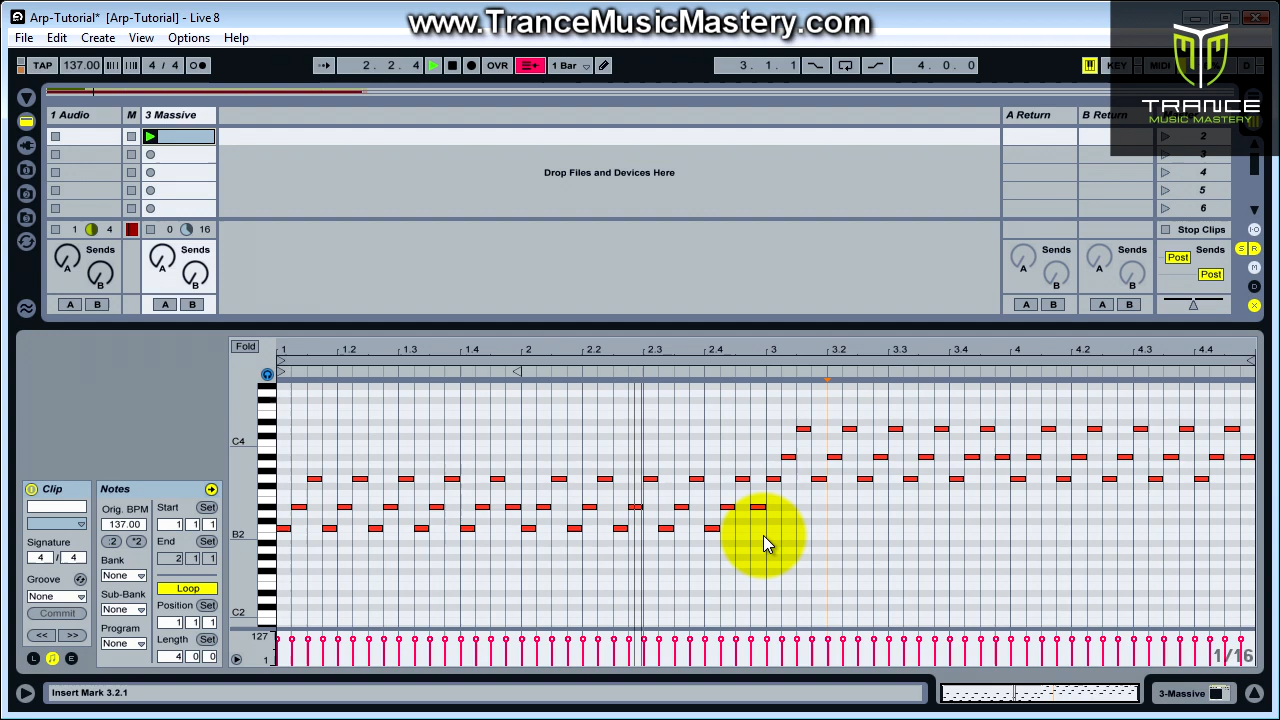 Arp-Tutorial* [Arp-Tutorial] - Live 8
www.TranceMusicMastery.com
File Edit Create View Options Help
TRANCE
MUSIC MASTERY
TAP 137.00 4 / 4 2. 2. 4 OVR 1 Bar 3. 1. 1 4. 0. 0 KEY MIDI D
1 Audio M 3 Massive A Return B Return
2
3
4
5
6
Drop Files and Devices Here
1 4 0 16 Stop Clips
Sends Sends Sends
A B A B A B A B Post Post
A B A B A B A B
S R
M
D
X
Fold 1 1.2 1.3 1.4 2 2.2 2.3 2.4 3 3.2 3.3 3.4 4 4.2 4.3 4.4
C4
B2
C2
127
1
1/16
Clip
Signature
4 / 4
Groove
None
Commit
<< >>
L E
Notes
Orig. BPM
137.00
:2 *2
Bank
None
Sub-Bank
None
Program
None
Start Set
1 1 1
End Set
2 1 1
Loop
Position Set
1 1 1
Length Set
4 0 0
Insert Mark 3.2.1
3-Massive